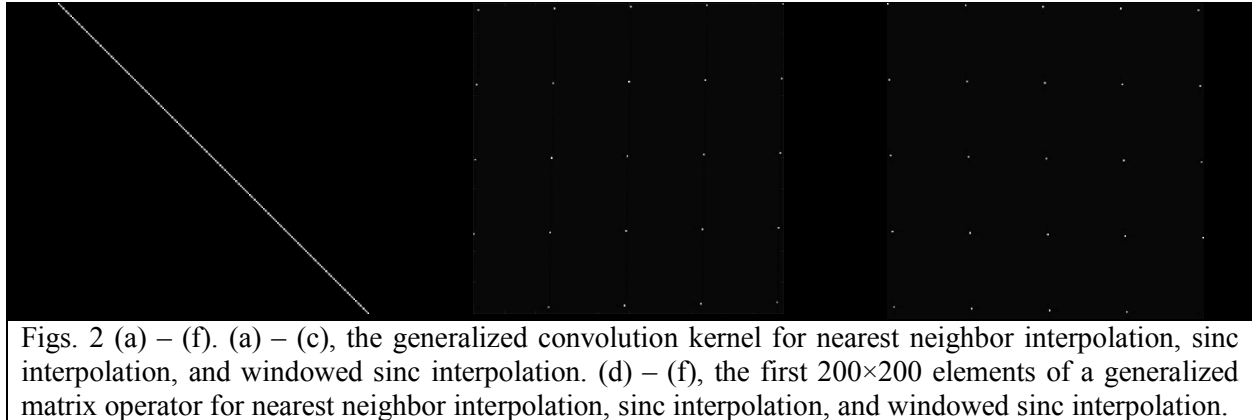 Figs. 2 (a) – (f). (a) – (c), the generalized convolution kernel for nearest neighbor interpolation, sinc
interpolation, and windowed sinc interpolation. (d) – (f), the first 200×200 elements of a generalized
matrix operator for nearest neighbor interpolation, sinc interpolation, and windowed sinc interpolation.